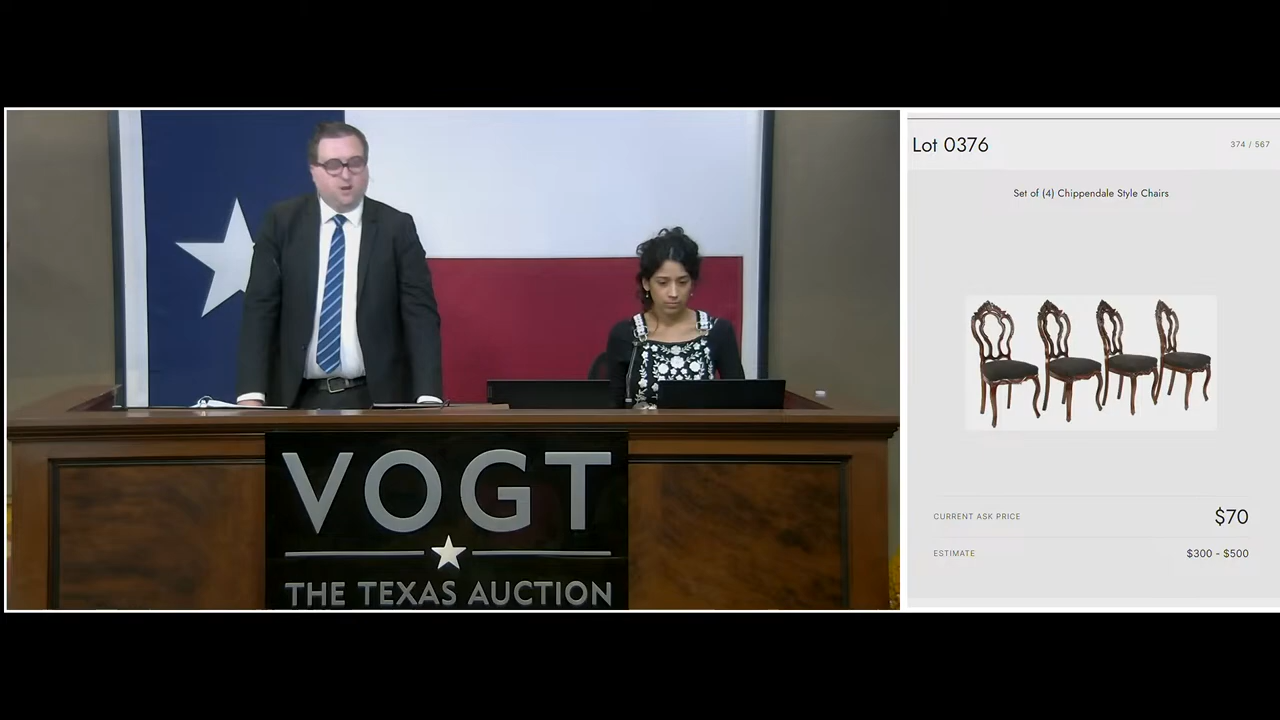 VOGT
THE TEXAS AUCTION
Lot 0376
374 / 567
Set of (4) Chippendale Style Chairs
CURRENT ASK PRICE
$70
ESTIMATE
$300 - $500